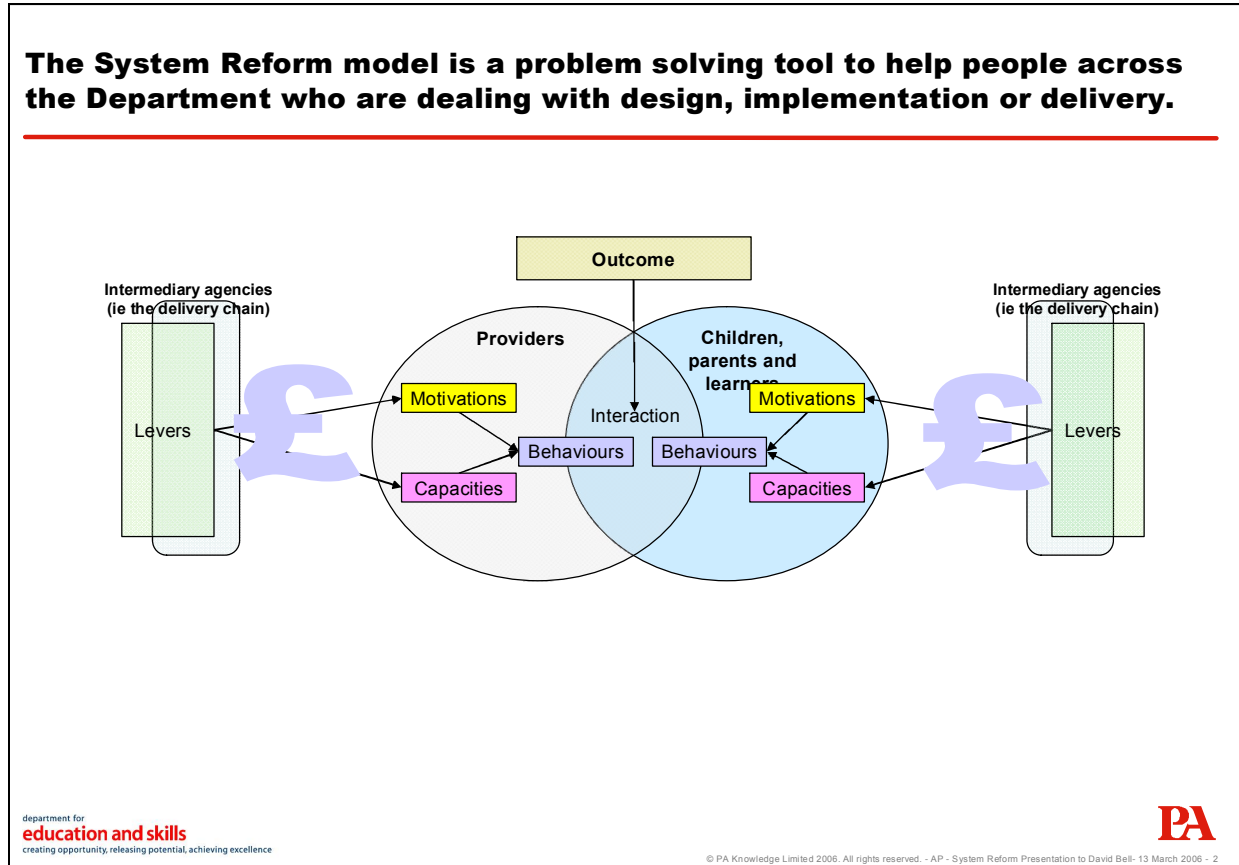 The System Reform model is a problem solving tool to help people across
the Department who are dealing with design, implementation or delivery.
Outcome
Intermediary agencies
(ie the delivery chain)
Levers
£
Providers
Motivations
Behaviours
Capacities
Interaction
Children,
parents and
learners
Motivations
Behaviours
Capacities
£
Intermediary agencies
(ie the delivery chain)
Levers
department for
education and skills
creating opportunity, releasing potential, achieving excellence
PA
© PA Knowledge Limited 2006. All rights reserved. - AP - System Reform Presentation to David Bell- 13 March 2006 - 2